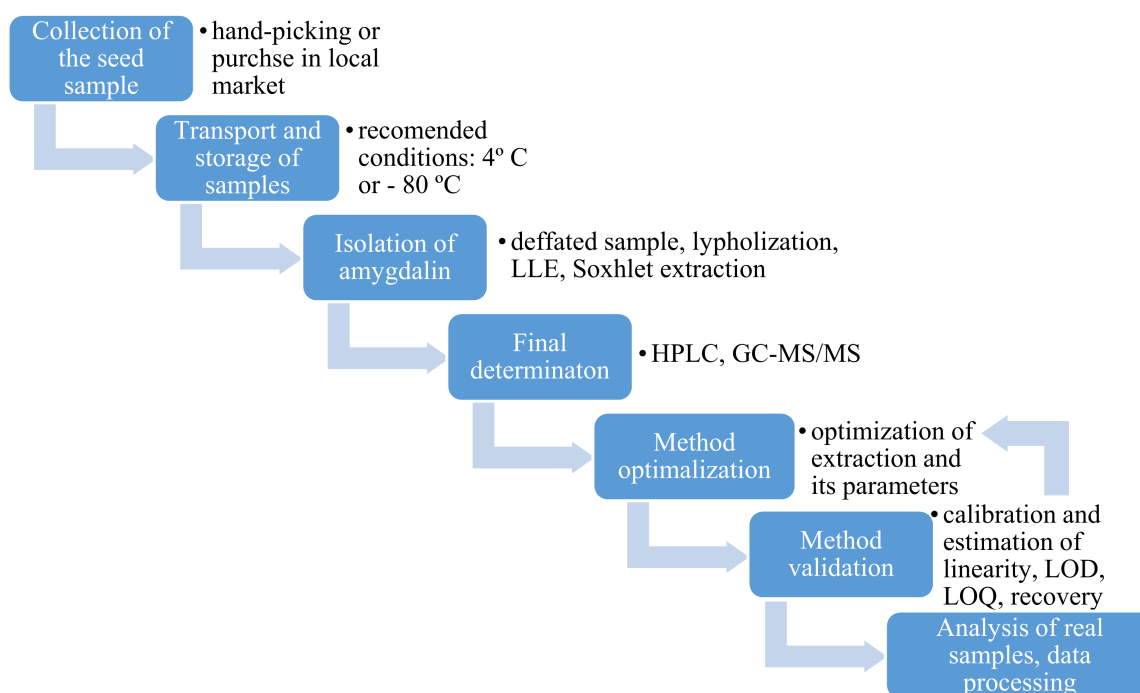 Collection of
the seed
sample
• hand-picking or
purchse in local
market
Transport and
storage of
samples
• recomended
conditions: 4º C
or - 80 ºC
Isolation of
amygdalin
• deffated sample, lypholization,
LLE, Soxhlet extraction
Final
determinaton
• HPLC, GC-MS/MS
Method
optimalization
• optimization of
extraction and
its parameters
Method
validation
• calibration and
estimation of
linearity, LOD,
LOQ, recovery
Analysis of real
samples, data
processing